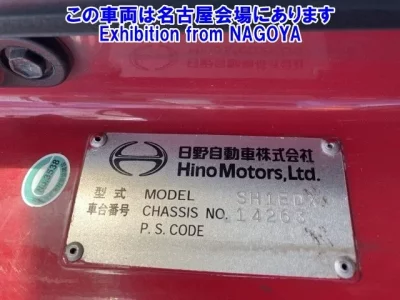 この車両は名古屋会場にあります
Exhibition from NAGOYA
日野自動車株式会社
HinoMotors,Ltd.
型式 MODEL
車台番号 CHASSIS NO.
P.S.CODE